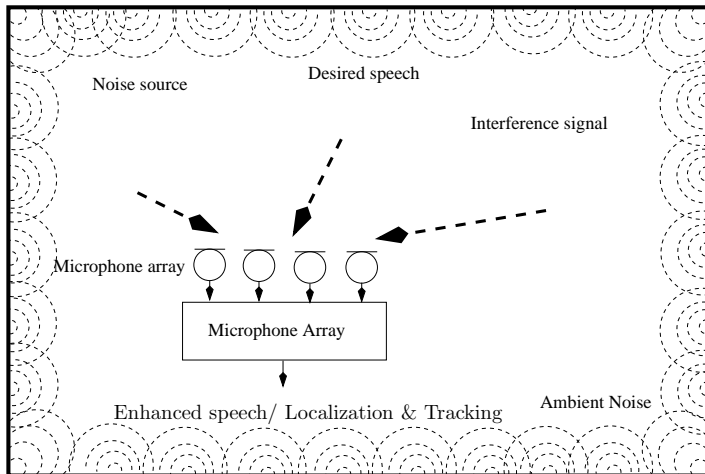 Desired speech
Noise source
Interference signal
Microphone array
Microphone Array
Ambient Noise
Enhanced speech/ Localization & Tracking